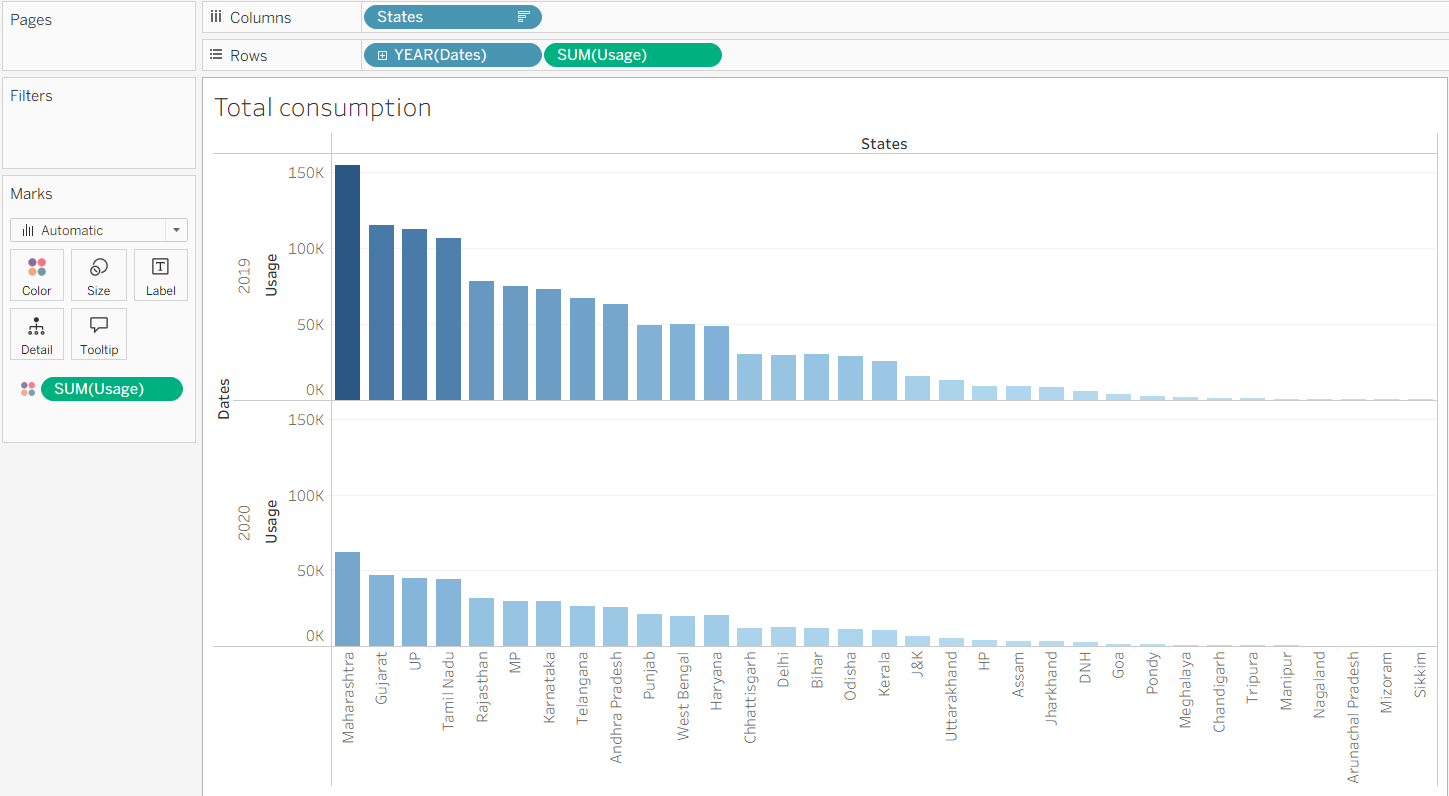 Pages
Filters
Marks
Automatic
Color Size Label
Detail Tooltip
SUM(Usage)
Columns States
Rows YEAR(Dates) SUM(Usage)
Total consumption
States
Dates
2019
Usage
150K
100K
50K
0K
2020
Usage
150K
100K
50K
0K
Maharashtra
Gujarat
UP
Tamil Nadu
Rajasthan
MP
Karnataka
Telangana
Andhra Pradesh
Punjab
West Bengal
Haryana
Chhattisgarh
Delhi
Bihar
Odisha
Kerala
J&K
Uttarakhand
HP
Assam
Jharkhand
DNH
Goa
Pondy
Meghalaya
Chandigarh
Tripura
Manipur
Nagaland
Arunachal Pradesh
Mizoram
Sikkim